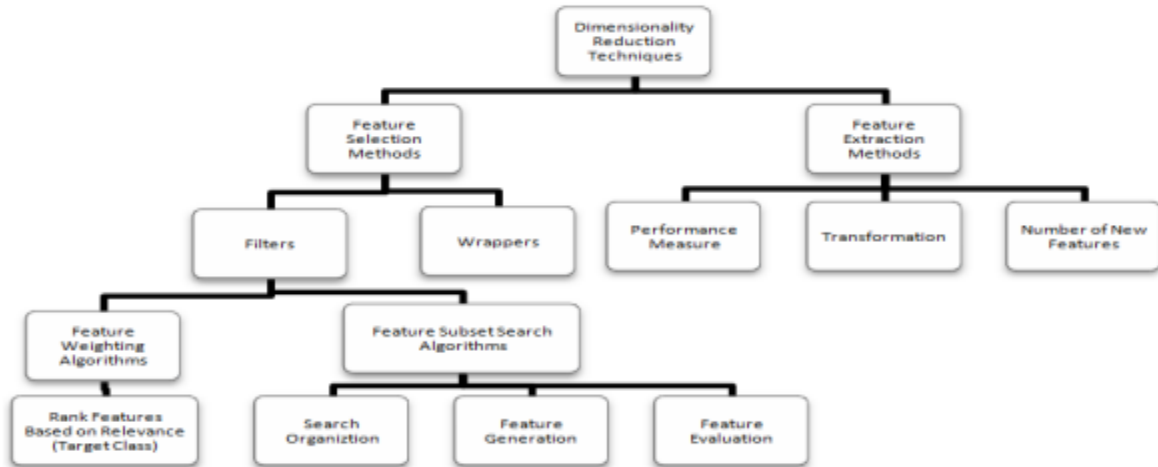 Dimensionality
Reduction
Techniques
Feature
Selection
Methods
Feature
Extraction
Methods
Filters
Wrappers
Performance
Measure
Transformation
Number of New
Features
Feature
Weighting
Algorithms
Feature Subset Search
Algorithms
Rank Features
Based on Relevance
(Target Class)
Search
Organiztion
Feature
Generation
Feature
Evaluation